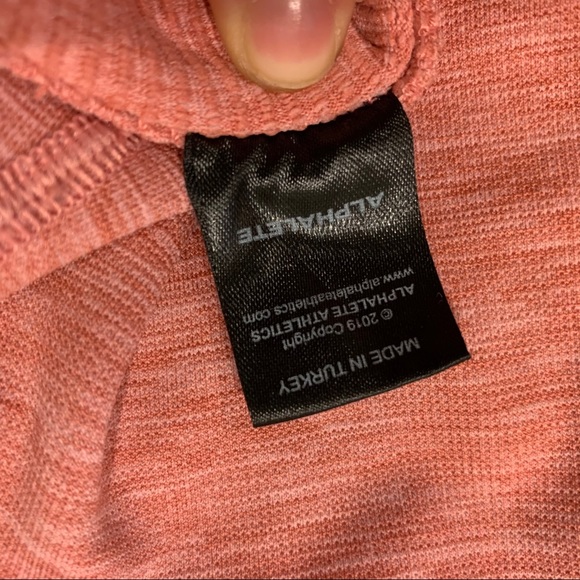 MADE IN TURKEY
© 2019 Copyright
ALPHALETE ATHLETICS
www.alphaleteathletics.com
ALPHALETE